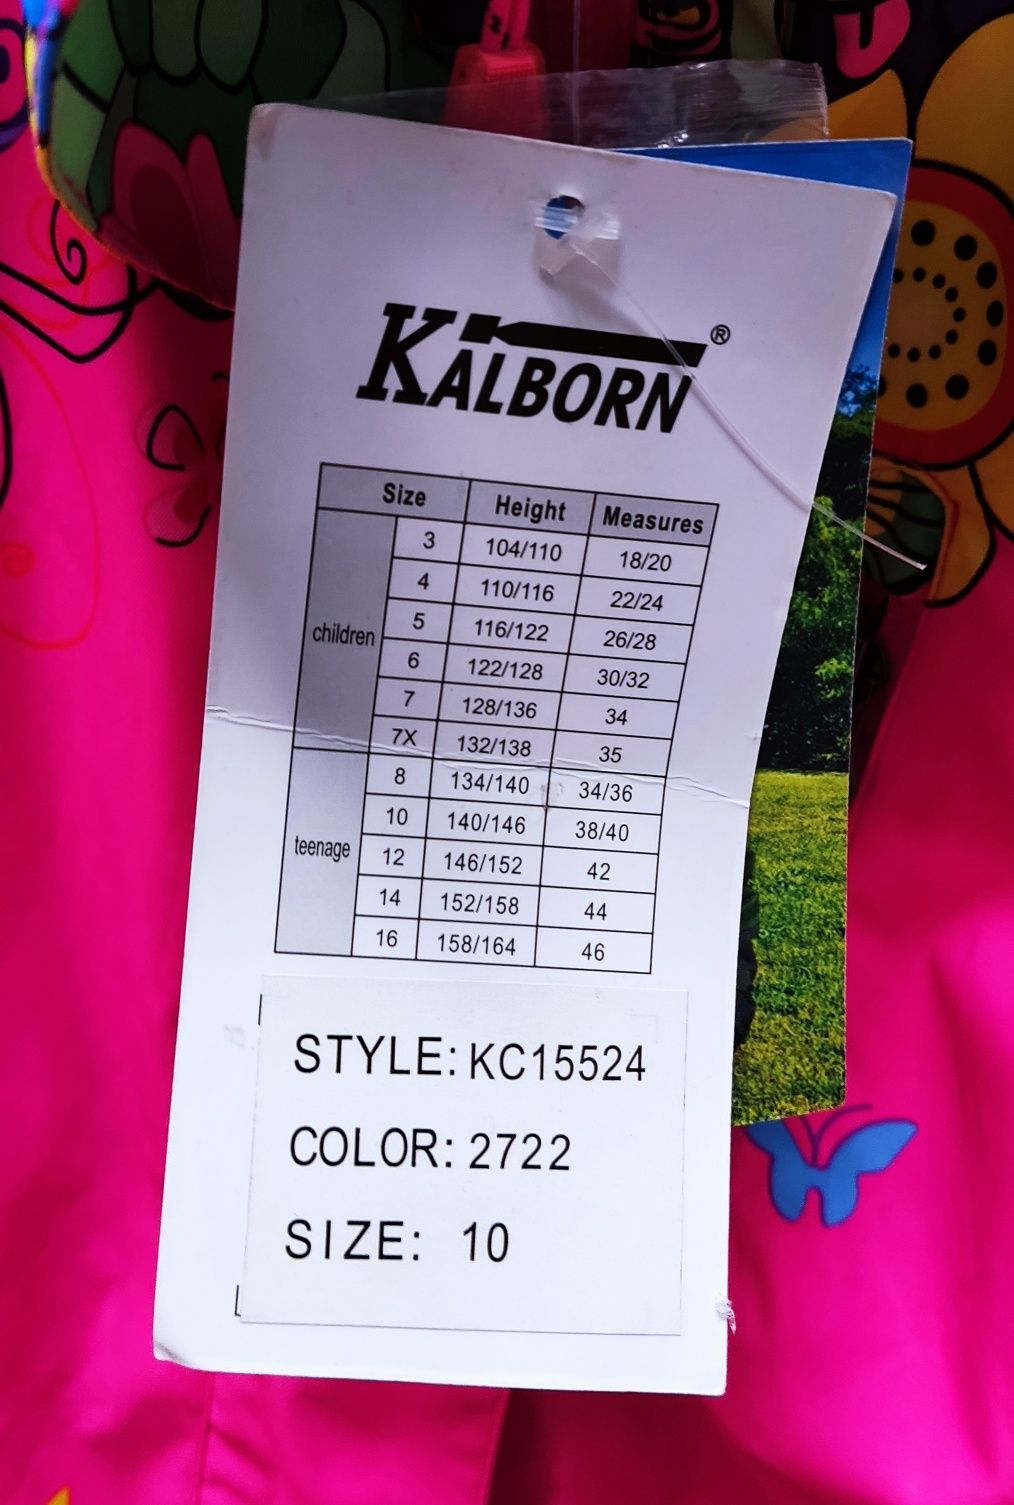 KALBORN®
Size Height Measures
children
3 104/110 18/20
4 110/116 22/24
5 116/122 26/28
6 122/128 30/32
7 128/136 34
7X 132/138 35
teenage
8 134/140 34/36
10 140/146 38/40
12 146/152 42
14 152/158 44
16 158/164 46
STYLE: KC15524
COLOR: 2722
SIZE: 10